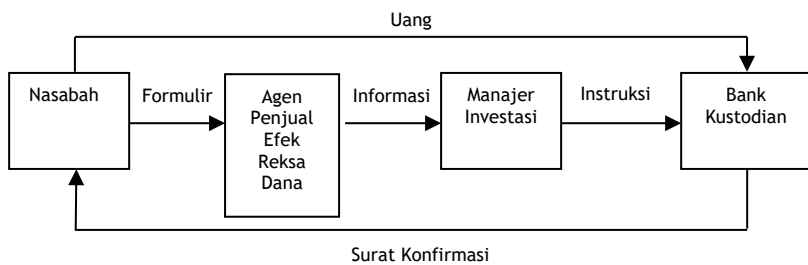 Uang
Nasabah
Formulir
Agen
Penjual
Efek
Reksa
Dana
Informasi
Manajer
Investasi
Instruksi
Bank
Kustodian
Surat Konfirmasi